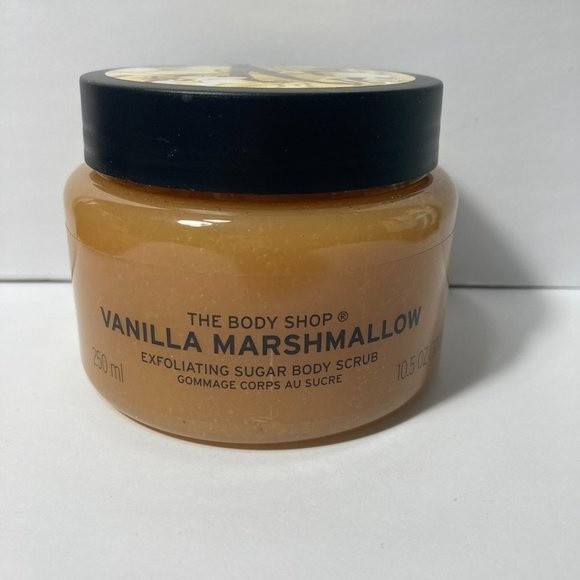 THE BODY SHOP ®
VANILLA MARSHMALLOW
EXFOLIATING SUGAR BODY SCRUB
GOMMAGE CORPS AU SUCRE
250 ml
10.5 OZ